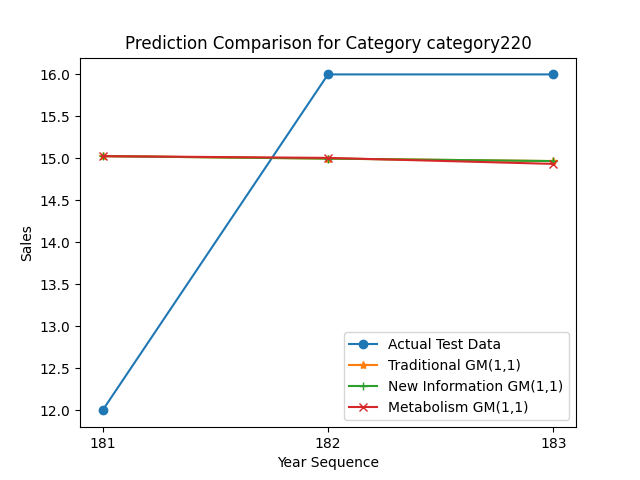 Prediction Comparison for Category category220
16.0
15.5
15.0
14.5
14.0
13.5
13.0
12.5
12.0
Sales
181
182
183
Year Sequence
Actual Test Data
Traditional GM(1,1)
New Information GM(1,1)
Metabolism GM(1,1)